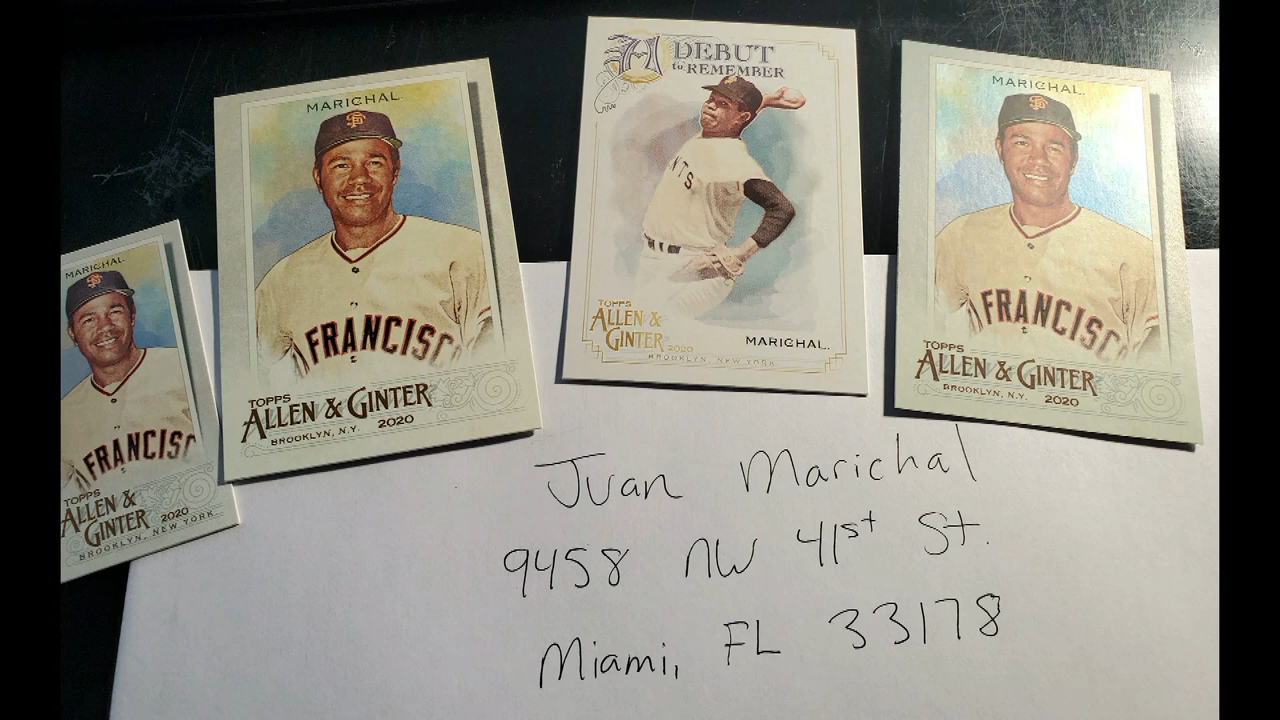 MARICHAL
FRANCISC
TOPPS
ALLEN &
GINTER 2020
BROOKLYN, NEW YORK
MARICHAL
SF
FRANCISC
TOPPS
ALLEN & GINTER
BROOKLYN, N.Y. 2020
A DEBUT
to REMEMBER
NTS
TOPPS
ALLEN &
GINTER 2020
BROOKLYN, NEW YORK
MARICHAL.
MARICHAL.
SF
FRANCISC
TOPPS
ALLEN & GINTER
BROOKLYN, N.Y. 2020
Juan Marichal
9458 NW 41st St.
Miami, FL 33178